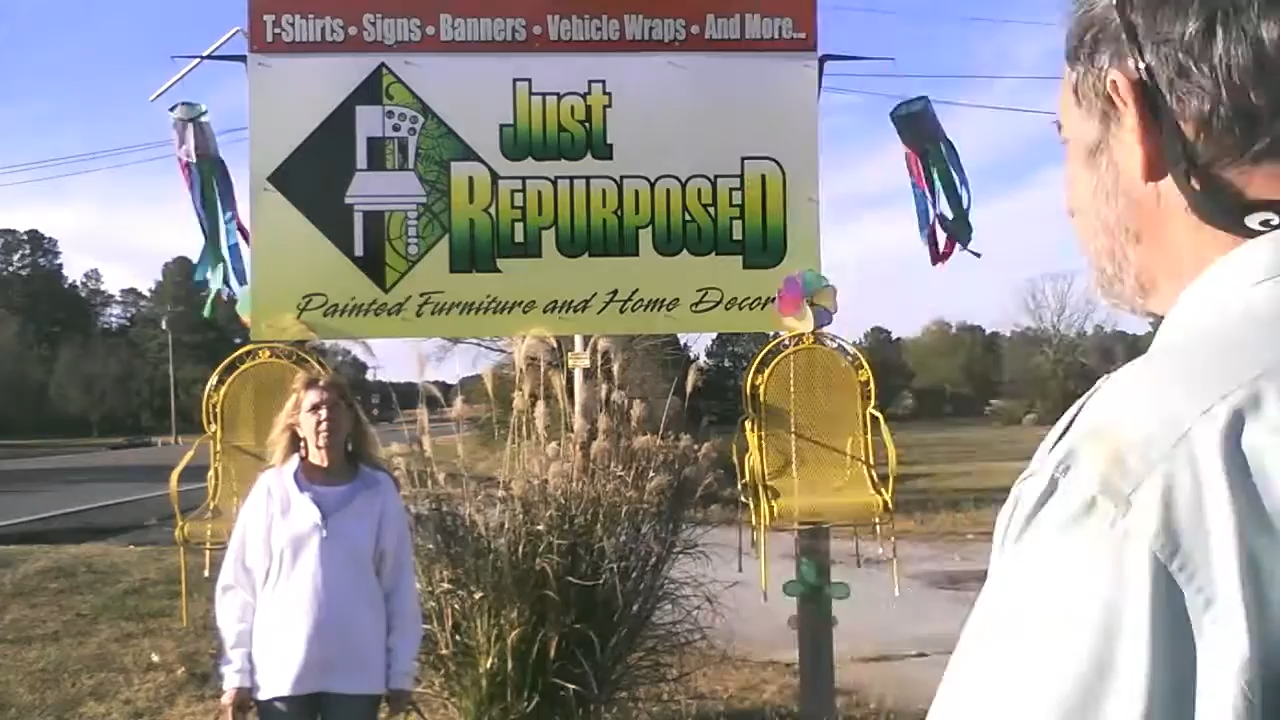 T-Shirts • Signs • Banners • Vehicle Wraps • And More...
Just
Repurposed
Painted Furniture and Home Decor